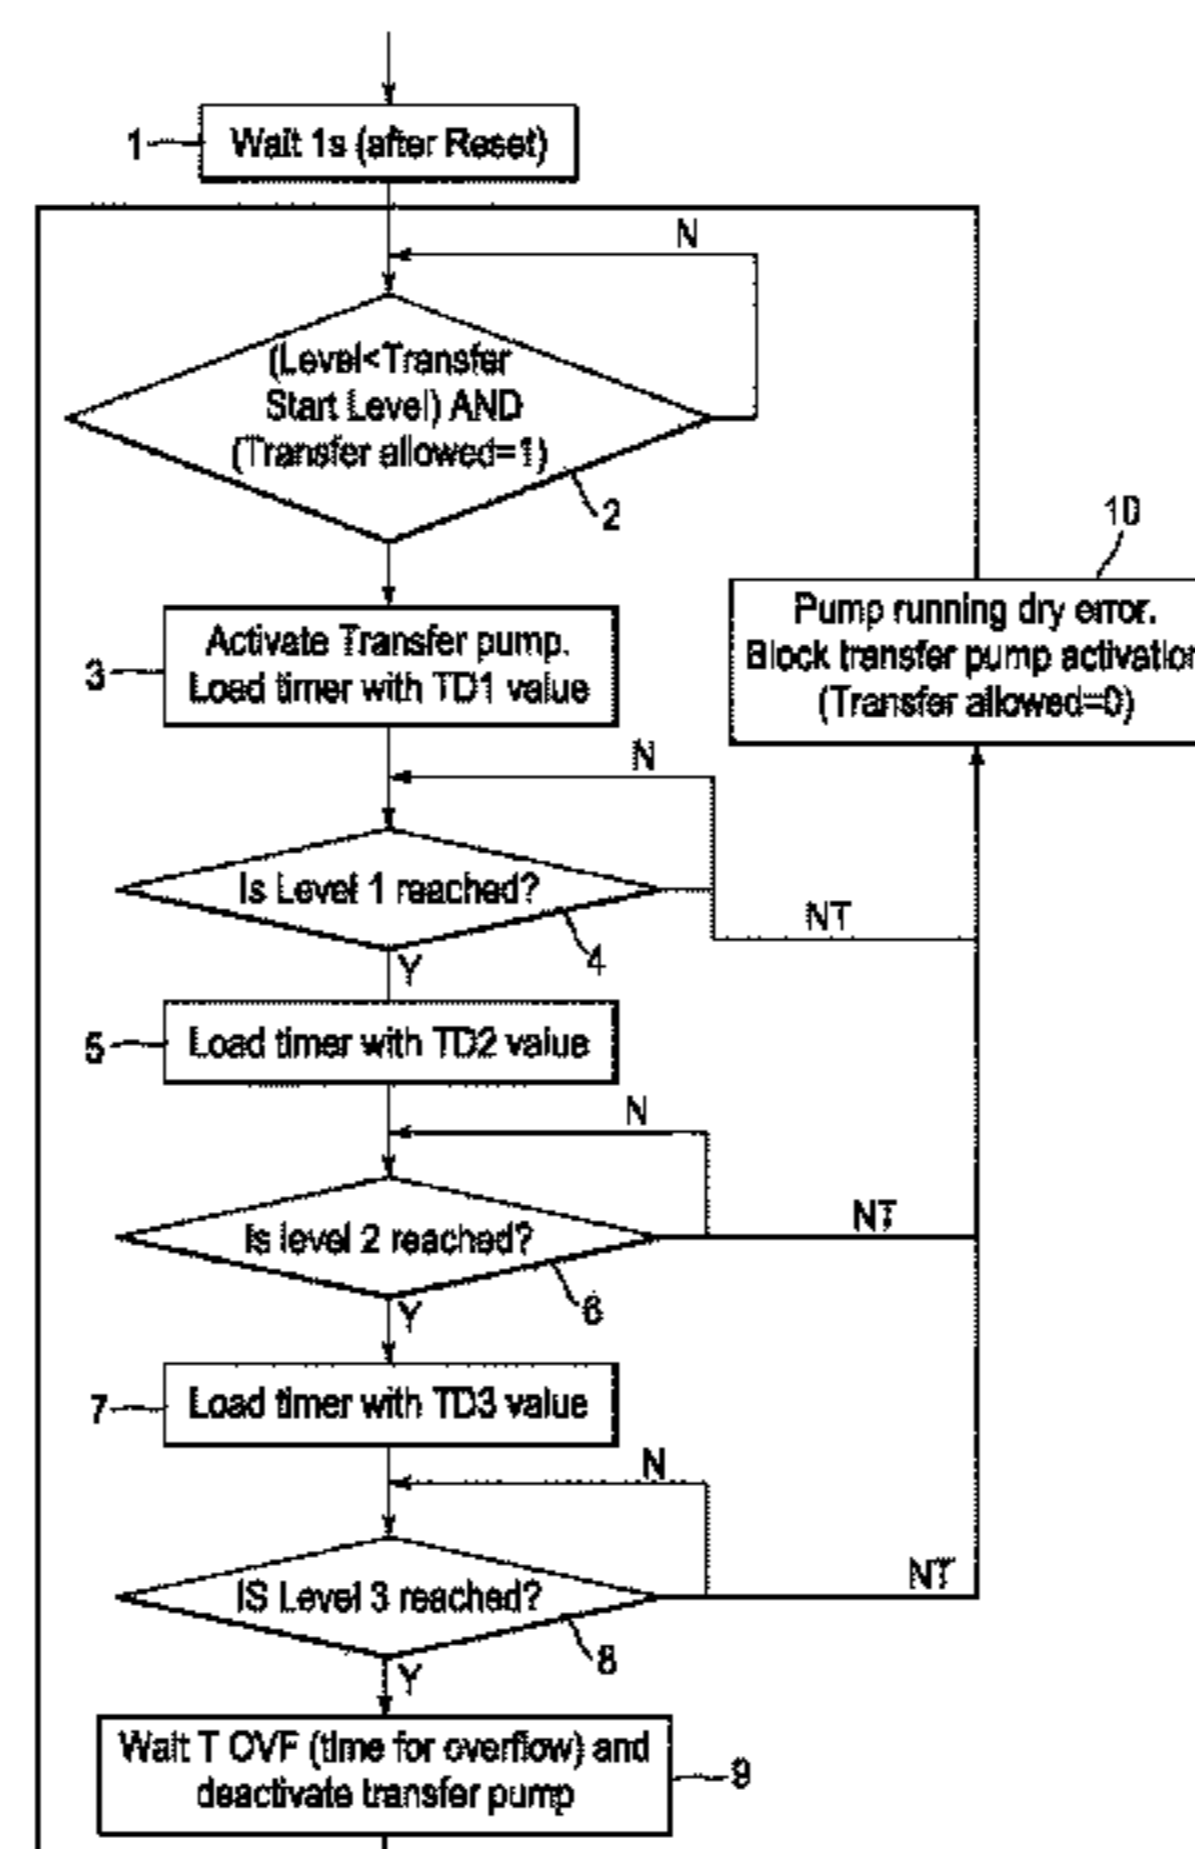 1
Wait 1s (after Reset)
N
(Level<Transfer
Start Level) AND
(Transfer allowed=1)
2
10
Pump running dry error.
Block transfer pump activation
(Transfer allowed=0)
Activate Transfer pump.
Load timer with TD1 value
3
N
Is Level 1 reached?
NT
4
Y
5
Load timer with TD2 value
N
Is level 2 reached?
NT
6
Y
7
Load timer with TD3 value
N
IS Level 3 reached?
NT
8
Y
Wait T OVF (time for overflow) and
deactivate transfer pump
9